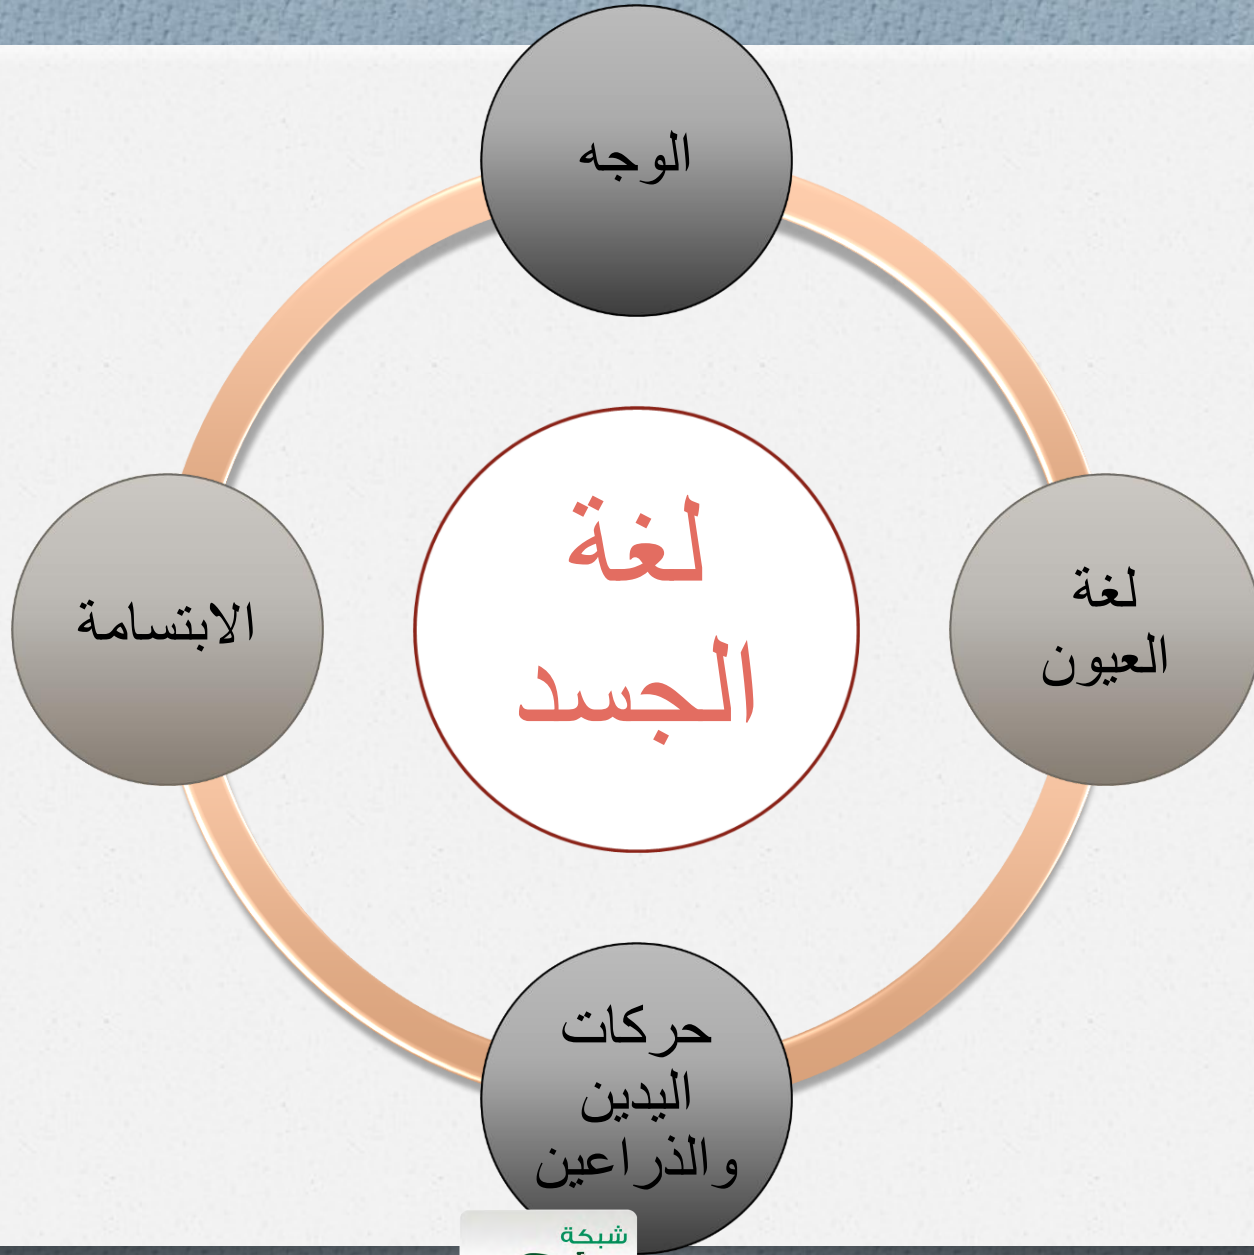 الوجه
لغة
العيون
لغة
الجسد
الابتسامة
حركات
اليدين
والذراعين
شبكة